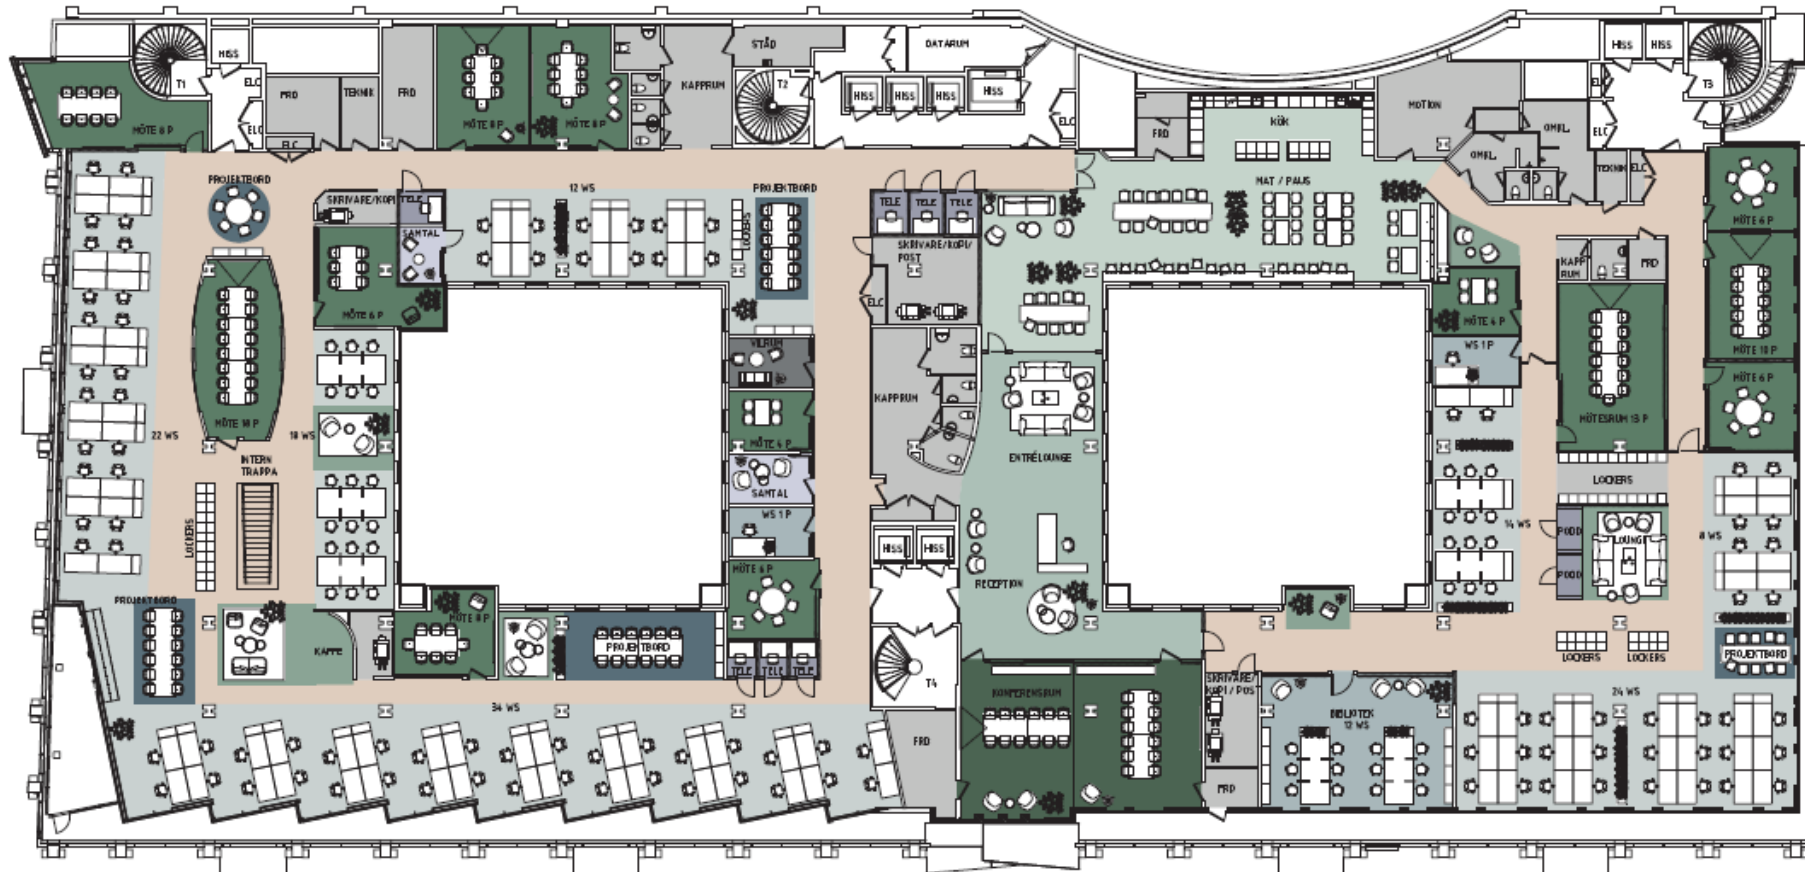 HISS
STÄD
DATARUM
HISS
HISS
T1
ELC
FRD
TEKNIK
FRD
MÖTE 8 P
MÖTE 8 P
KAPPRUM
T2
HISS
HISS
HISS
HISS
ELC
MÖTE 8 P
ELC
ELC
KÖK
FRD
MOTION
OMKL.
OMKL.
ELC
T3
TEKNIK
ELC
PROJEKTBORD
SKRIVARE/KOPI
TELE
12 WS
PROJEKTBORD
TELE
TELE
TELE
MAT / PAUS
SAMTAL
LOCKERS
SKRIVARE/KOPI/
POST
MÖTE 6 P
KAPP
RUM
FRD
ELC
MÖTE 6 P
MÖTE 4 P
VILRUM
WS 1 P
MÖTE 10 P
MÖTE 6 P
KAPPRUM
MÖTE 4 P
MÖTE 18 P
22 WS
18 WS
MÖTESRUM 15 P
INTERN
TRAPPA
ENTRÉLOUNGE
LOCKERS
SAMTAL
WS 1 P
LOCKERS
14 WS
PODD
LOUNGE
8 WS
HISS
HISS
MÖTE 6 P
RECEPTION
PODD
PROJEKTBORD
MÖTE 8 P
KAFFE
PROJEKTBORD
TELE
TELE
TELE
T4
LOCKERS
LOCKERS
PROJEKTBORD
KONFERENSRUM
SKRIVARE/
KOPI / POS
34 WS
BIBLIOTEK
12 WS
24 WS
FRD
FRD